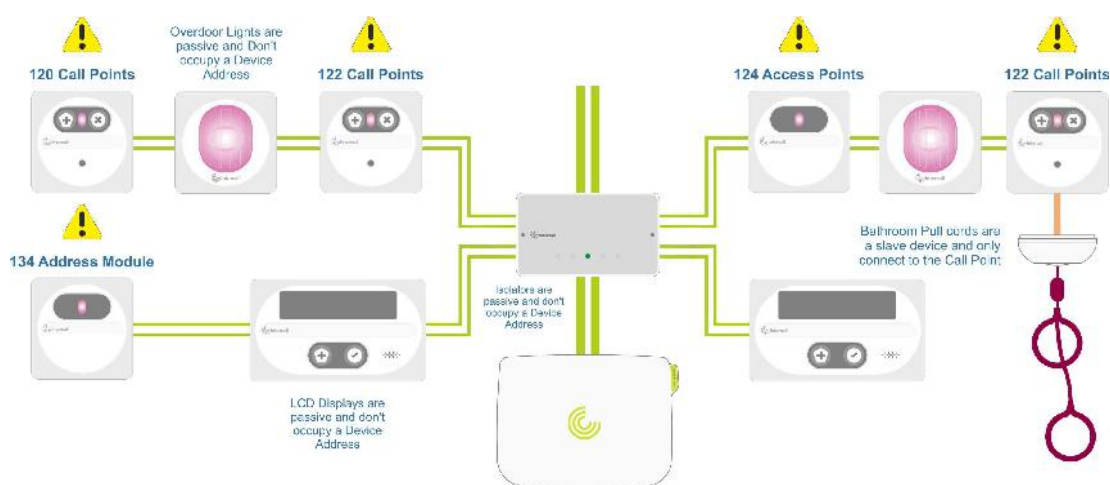 Overdoor Lights are
passive and Don't
occupy a Device
Address
120 Call Points
122 Call Points
124 Access Points
122 Call Points
134 Address Module
Bathroom Pull cords are
a slave device and only
connect to the Call Point
Isolators are
passive and don't
occupy a Device
Address
LCD Displays are
passive and don't
occupy a Device
Address